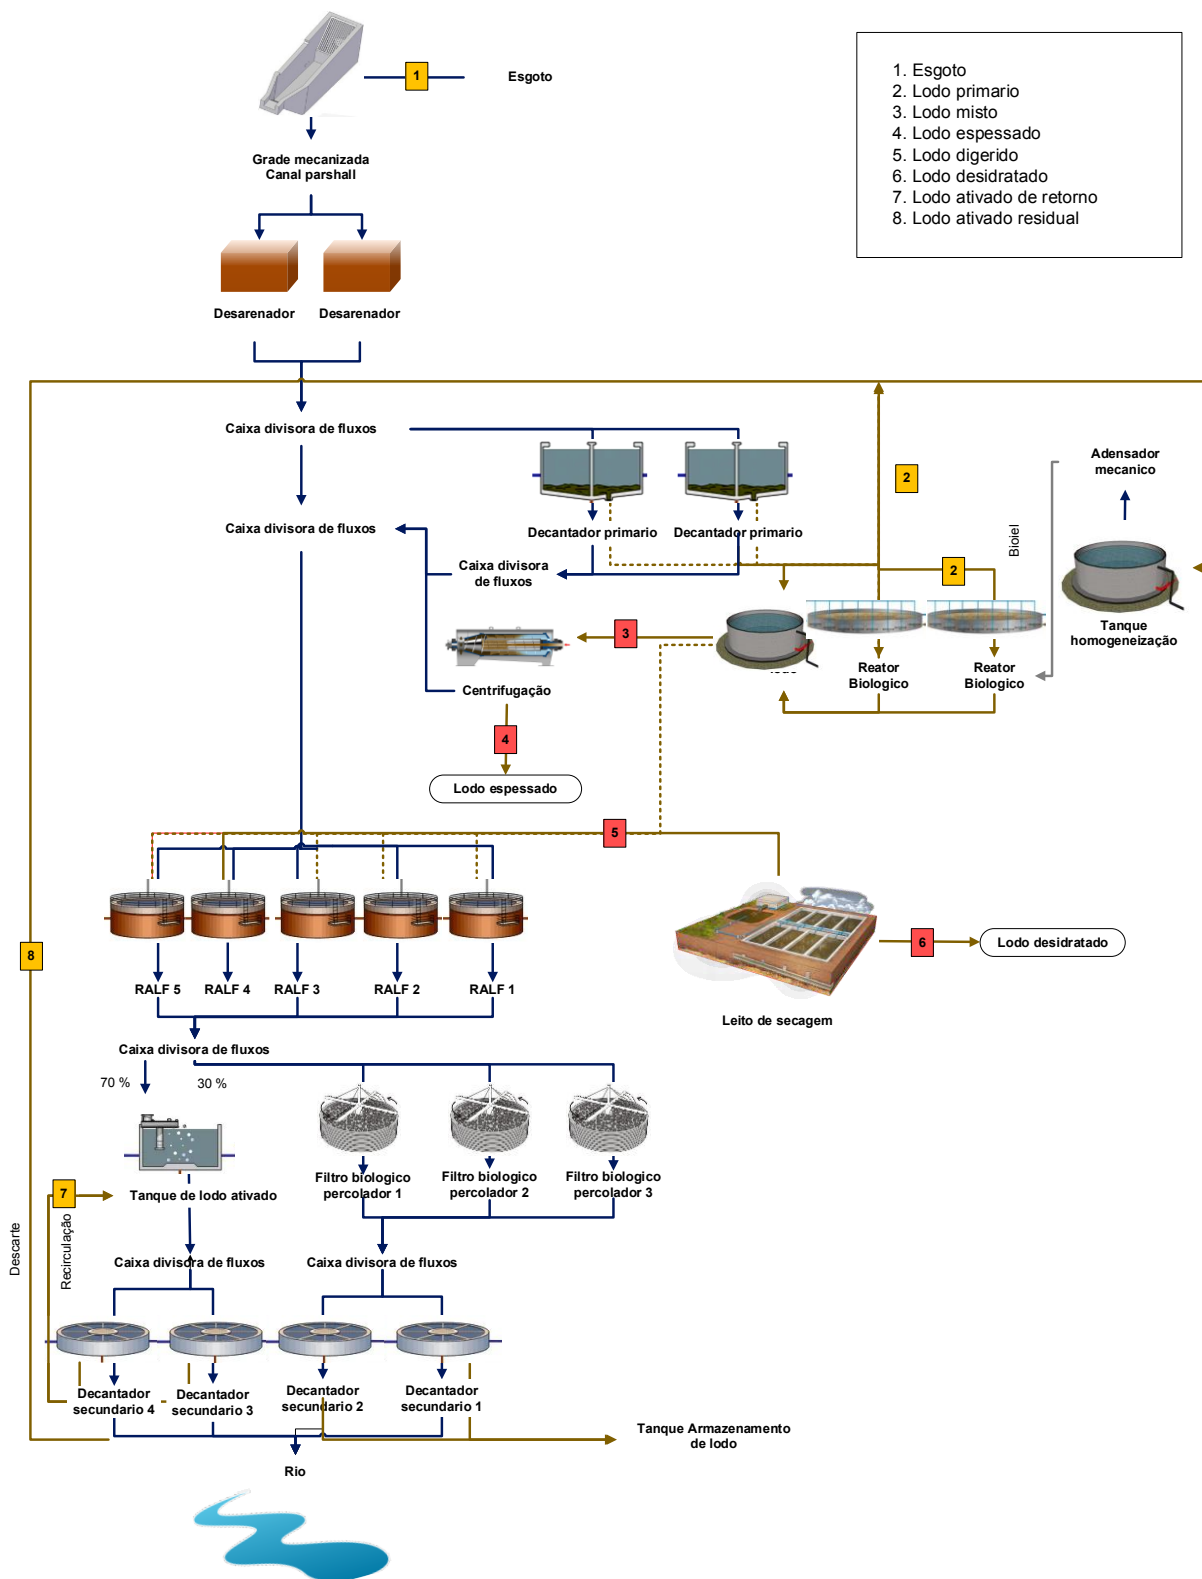 1
Esgoto
1. Esgoto
2. Lodo primario
3. Lodo misto
4. Lodo espessado
5. Lodo digerido
6. Lodo desidratado
7. Lodo ativado de retorno
8. Lodo ativado residual
Grade mecanizada
Canal parshall
Desarenador
Desarenador
Caixa divisora de fluxos
Adensador
mecanico
2
Caixa divisora de fluxos
Decantador primario
Decantador primario
Caixa divisora
de fluxos
2
3
Tanque
homogeneização
Reator
Biologico
Reator
Biologico
Centrifugação
4
Lodo espessado
5
8
6
Lodo desidratado
RALF 5
RALF 4
RALF 3
RALF 2
RALF 1
Leito de secagem
Caixa divisora de fluxos
70 %
30 %
Filtro biologico
percolador 1
Filtro biologico
percolador 2
Filtro biologico
percolador 3
7
Tanque de lodo ativado
Descarte
Recirculação
Caixa divisora de fluxos
Caixa divisora de fluxos
Decantador
secundario 4
Decantador
secundario 3
Decantador
secundario 2
Decantador
secundario 1
Tanque Armazenamento
de lodo
Rio